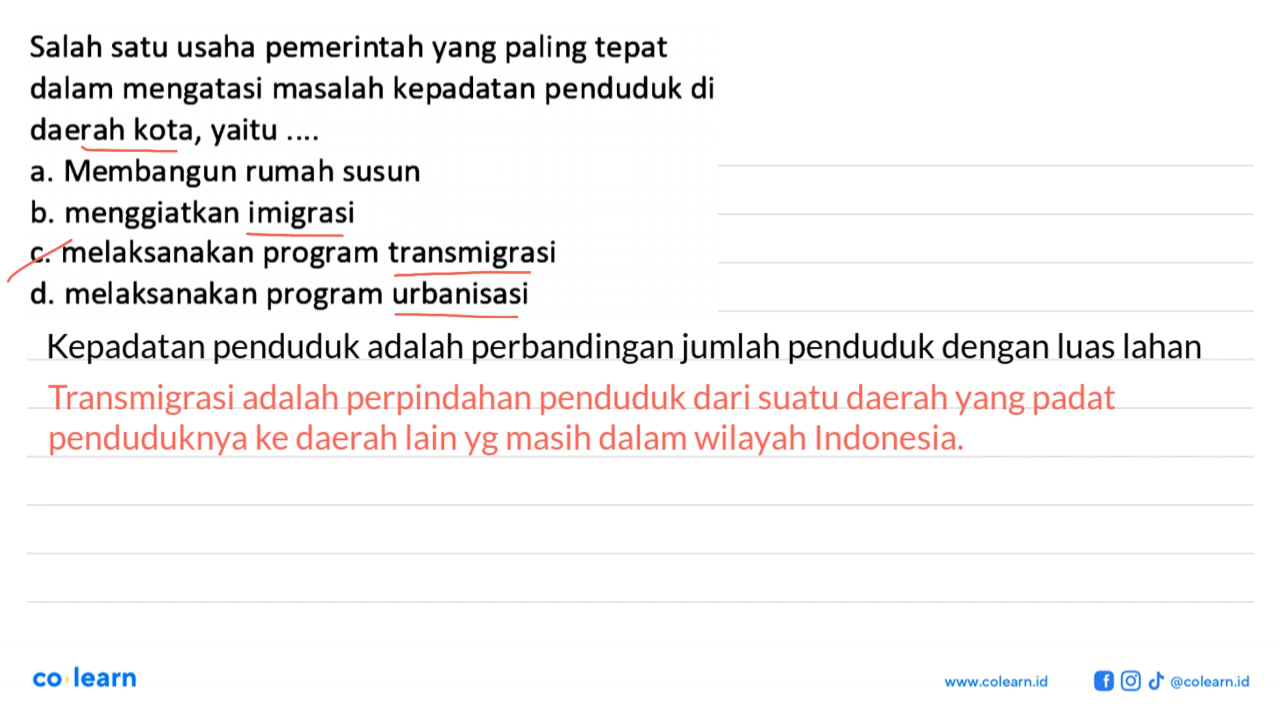 Salah satu usaha pemerintah yang paling tepat
dalam mengatasi masalah kepadatan penduduk di
daerah kota, yaitu ....
a. Membangun rumah susun
b. menggiatkan imigrasi
c. melaksanakan program transmigrasi
d. melaksanakan program urbanisasi
Kepadatan penduduk adalah perbandingan jumlah penduduk dengan luas lahan
Transmigrasi adalah perpindahan penduduk dari suatu daerah yang padat
penduduknya ke daerah lain yg masih dalam wilayah Indonesia.
co learn
www.colearn.id
@colearn.id